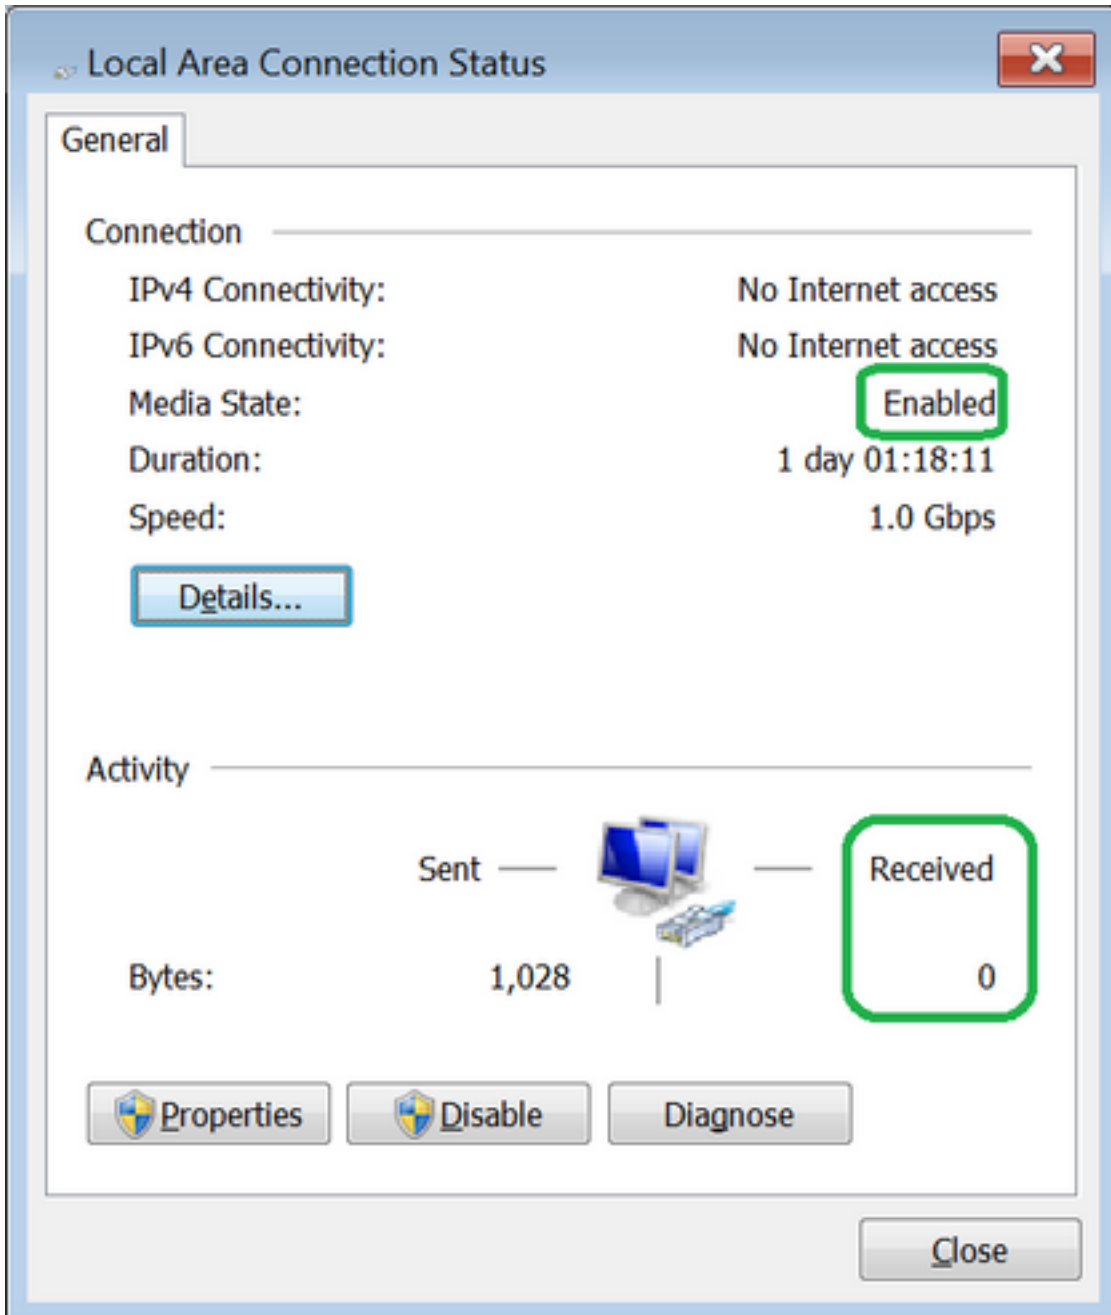 Local Area Connection Status
General
Connection
IPv4 Connectivity: No Internet access
IPv6 Connectivity: No Internet access
Media State: Enabled
Duration: 1 day 01:18:11
Speed: 1.0 Gbps
Details...
Activity
Sent Received
Bytes: 1,028 0
Properties Disable Diagnose
Close